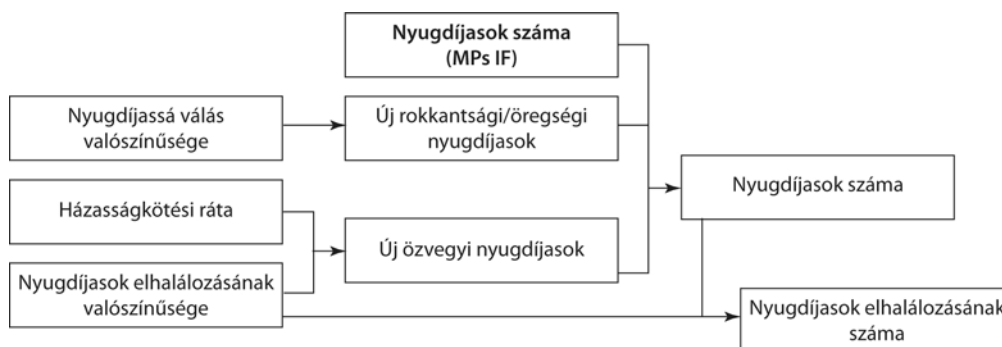 Nyugdíjasok száma
(MPs IF)
Nyugdíjassá válás
valószínűsége
Új rokkantsági/öregségi
nyugdíjasok
Nyugdíjasok száma
Házasságkötési ráta
Új özvegyi nyugdíjasok
Nyugdíjasok elhalálozásának
valószínűsége
Nyugdíjasok elhalálozásának
száma